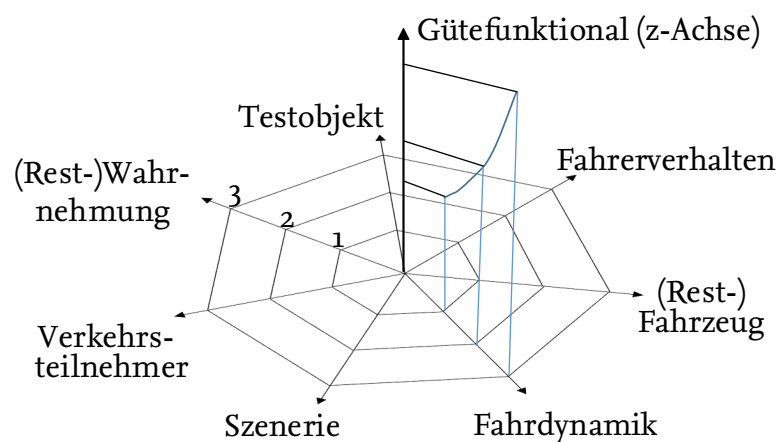 Gütefunktional (z-Achse)
Testobjekt
Fahrerverhalten
(Rest-)Wahr-
nehmung
3
2
1
(Rest-)
Fahrzeug
Verkehrs-
teilnehmer
Szenerie
Fahrdynamik